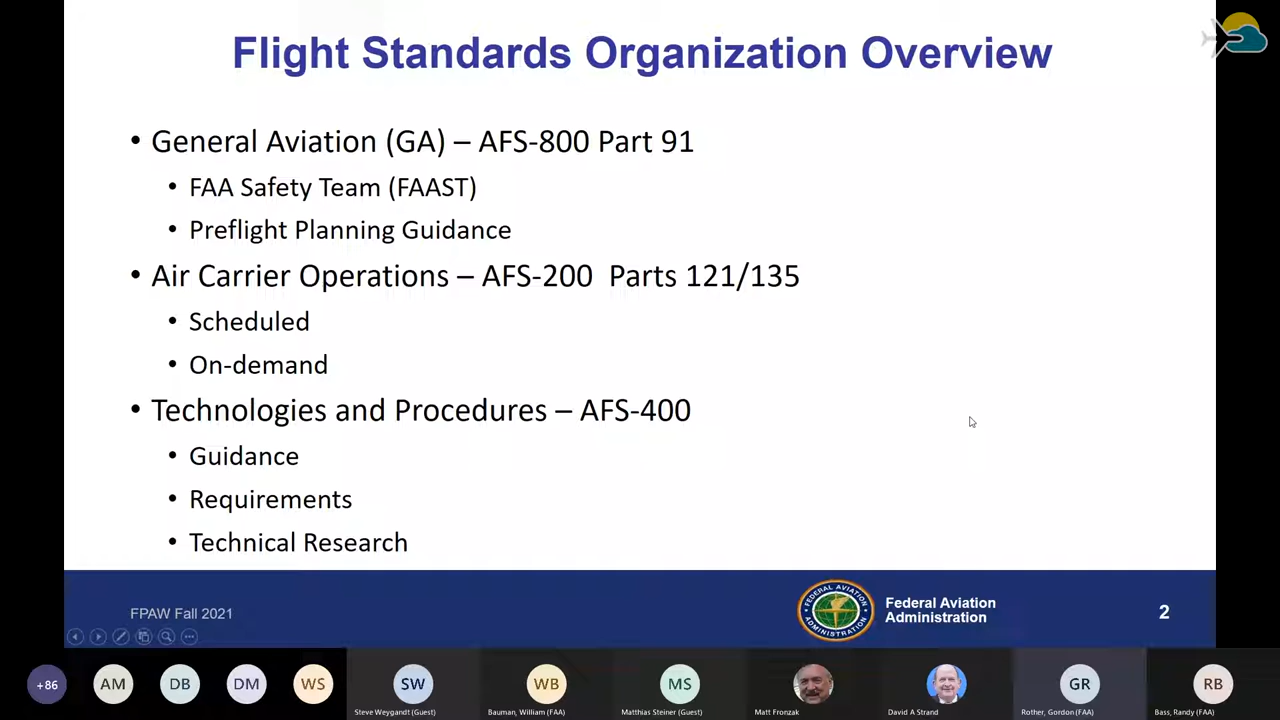 Flight Standards Organization Overview
• General Aviation (GA) – AFS-800 Part 91
• FAA Safety Team (FAAST)
• Preflight Planning Guidance
• Air Carrier Operations – AFS-200  Parts 121/135
• Scheduled
• On-demand
• Technologies and Procedures – AFS-400
• Guidance
• Requirements
• Technical Research
FPAW Fall 2021
FEDERAL AVIATION
ADMINISTRATION
Federal Aviation
Administration
2
+86
AM
DB
DM
WS
SW
WB
MS
GR
RB
Steve Weygandt (Guest)
Bauman, William (FAA)
Matthias Steiner (Guest)
Matt Fronzak
David A Strand
Rother, Gordon (FAA)
Bass, Randy (FAA)